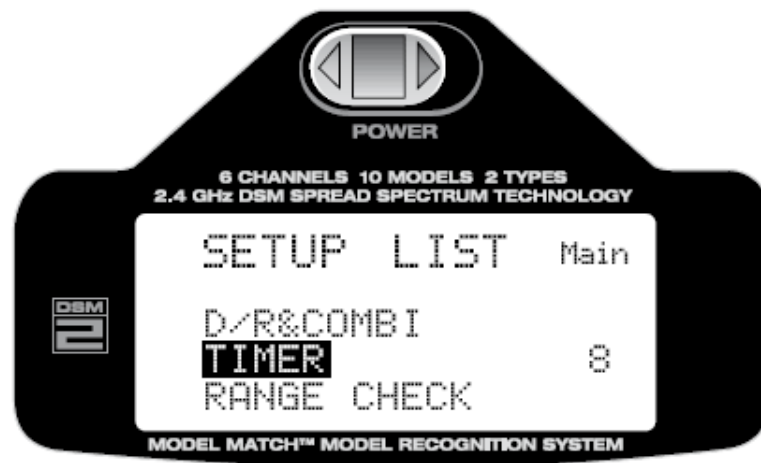 POWER
6 CHANNELS 10 MODELS 2 TYPES
2.4 GHz DSM SPREAD SPECTRUM TECHNOLOGY
SETUP LIST Main
DSM
2
D/R&COMBI
TIMER 8
RANGE CHECK
MODEL MATCH™ MODEL RECOGNITION SYSTEM